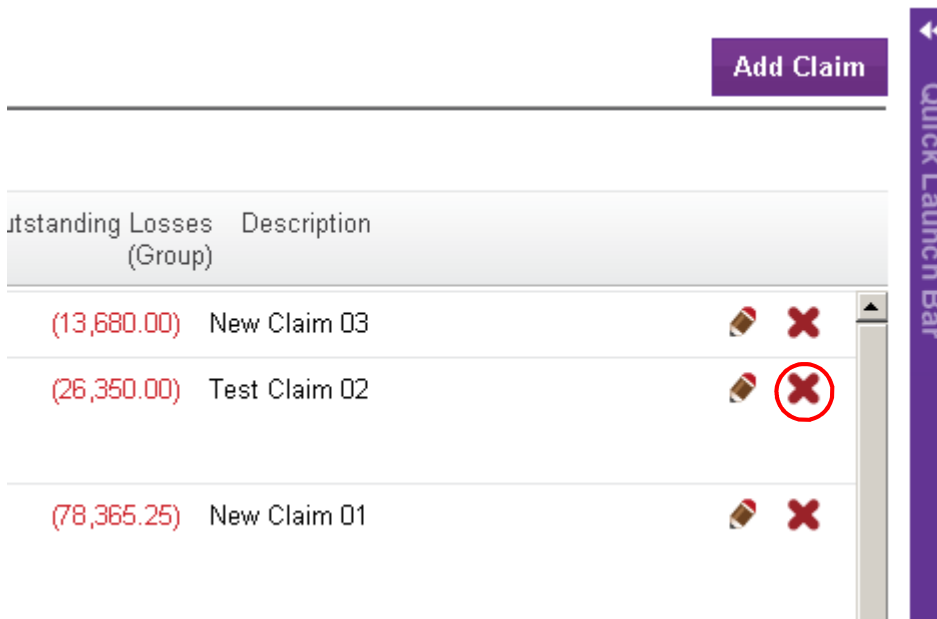 Add Claim
utstanding Losses Description
(Group)
(13,680.00) New Claim 03
(26,350.00) Test Claim 02
(78,365.25) New Claim 01
Quick Launch Bar